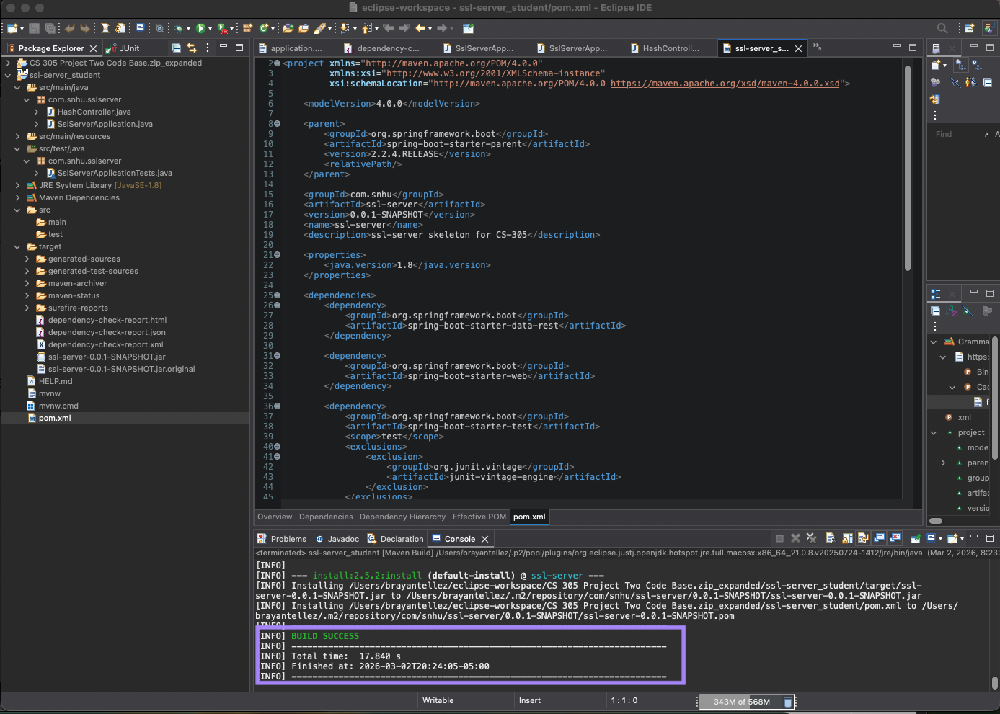 eclipse-workspace - ssl-server_student/pom.xml - Eclipse IDE
Package Explorer
JUnit
CS 305 Project Two Code Base.zip_expanded
ssl-server_student
src/main/java
com.snhu.sslserver
HashController.java
SslServerApplication.java
src/main/resources
src/test/java
com.snhu.sslserver
SslServerApplicationTests.java
JRE System Library [JavaSE-1.8]
Maven Dependencies
src
main
test
target
generated-sources
generated-test-sources
maven-archiver
maven-status
surefire-reports
dependency-check-report.html
dependency-check-report.json
dependency-check-report.xml
ssl-server-0.0.1-SNAPSHOT.jar
ssl-server-0.0.1-SNAPSHOT.jar.original
HELP.md
mvnw
mvnw.cmd
pom.xml
application....
dependency-c...
SslServerApp...
SslServerApp...
HashControll...
ssl-server_s...
2 <project xmlns="http://maven.apache.org/POM/4.0.0"
3 xmlns:xsi="http://www.w3.org/2001/XMLSchema-instance"
4 xsi:schemaLocation="http://maven.apache.org/POM/4.0.0 https://maven.apache.org/xsd/maven-4.0.0.xsd">
5
6 <modelVersion>4.0.0</modelVersion>
7
8 <parent>
9 <groupId>org.springframework.boot</groupId>
10 <artifactId>spring-boot-starter-parent</artifactId>
11 <version>2.2.4.RELEASE</version>
12 <relativePath/>
13 </parent>
14
15 <groupId>com.snhu</groupId>
16 <artifactId>ssl-server</artifactId>
17 <version>0.0.1-SNAPSHOT</version>
18 <name>ssl-server</name>
19 <description>ssl-server skeleton for CS-305</description>
20
21 <properties>
22 <java.version>1.8</java.version>
23 </properties>
24
25 <dependencies>
26 <dependency>
27 <groupId>org.springframework.boot</groupId>
28 <artifactId>spring-boot-starter-data-rest</artifactId>
29 </dependency>
30
31 <dependency>
32 <groupId>org.springframework.boot</groupId>
33 <artifactId>spring-boot-starter-web</artifactId>
34 </dependency>
35
36 <dependency>
37 <groupId>org.springframework.boot</groupId>
38 <artifactId>spring-boot-starter-test</artifactId>
39 <scope>test</scope>
40 <exclusions>
41 <exclusion>
42 <groupId>org.junit.vintage</groupId>
43 <artifactId>junit-vintage-engine</artifactId>
44 </exclusion>
45 </exclusions>
Overview
Dependencies
Dependency Hierarchy
Effective POM
pom.xml
Find
A
Gramma
https:
Bin
Cac
f
xml
project
mode
paren
group
artifac
versio
Problems
Javadoc
Declaration
Console
<terminated> ssl-server_student [Maven Build] /Users/brayantellez/.p2/pool/plugins/org.eclipse.justj.openjdk.hotspot.jre.full.macosx.x86_64_21.0.8.v20250724-1412/jre/bin/java (Mar 2, 2026, 8:23:
[INFO]
[INFO] --- install:2.5.2:install (default-install) @ ssl-server ---
[INFO] Installing /Users/brayantellez/eclipse-workspace/CS 305 Project Two Code Base.zip_expanded/ssl-server_student/target/ssl-
server-0.0.1-SNAPSHOT.jar to /Users/brayantellez/.m2/repository/com/snhu/ssl-server/0.0.1-SNAPSHOT/ssl-server-0.0.1-SNAPSHOT.jar
[INFO] Installing /Users/brayantellez/eclipse-workspace/CS 305 Project Two Code Base.zip_expanded/ssl-server_student/pom.xml to /Users/
brayantellez/.m2/repository/com/snhu/ssl-server/0.0.1-SNAPSHOT/ssl-server-0.0.1-SNAPSHOT.pom
[INFO]
[INFO] BUILD SUCCESS
[INFO] ------------------------------------------------------------------------
[INFO] Total time:  17.840 s
[INFO] Finished at: 2026-03-02T20:24:05-05:00
[INFO] ------------------------------------------------------------------------
Writable
Insert
1 : 1 : 0
343M of 568M